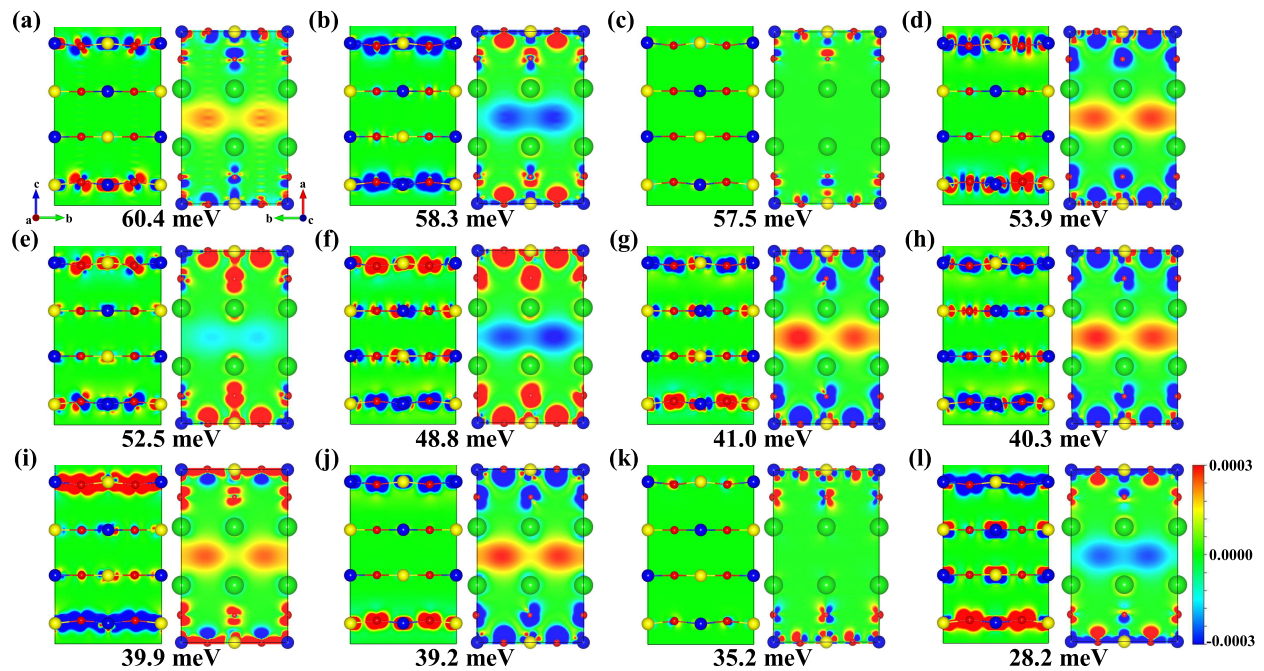 (a) (b) (c) (d)
c a
a b b c
60.4 meV 58.3 meV 57.5 meV 53.9 meV
(e) (f) (g) (h)
52.5 meV 48.8 meV 41.0 meV 40.3 meV
(i) (j) (k) (l)
0.0003
0.0000
-0.0003
39.9 meV 39.2 meV 35.2 meV 28.2 meV